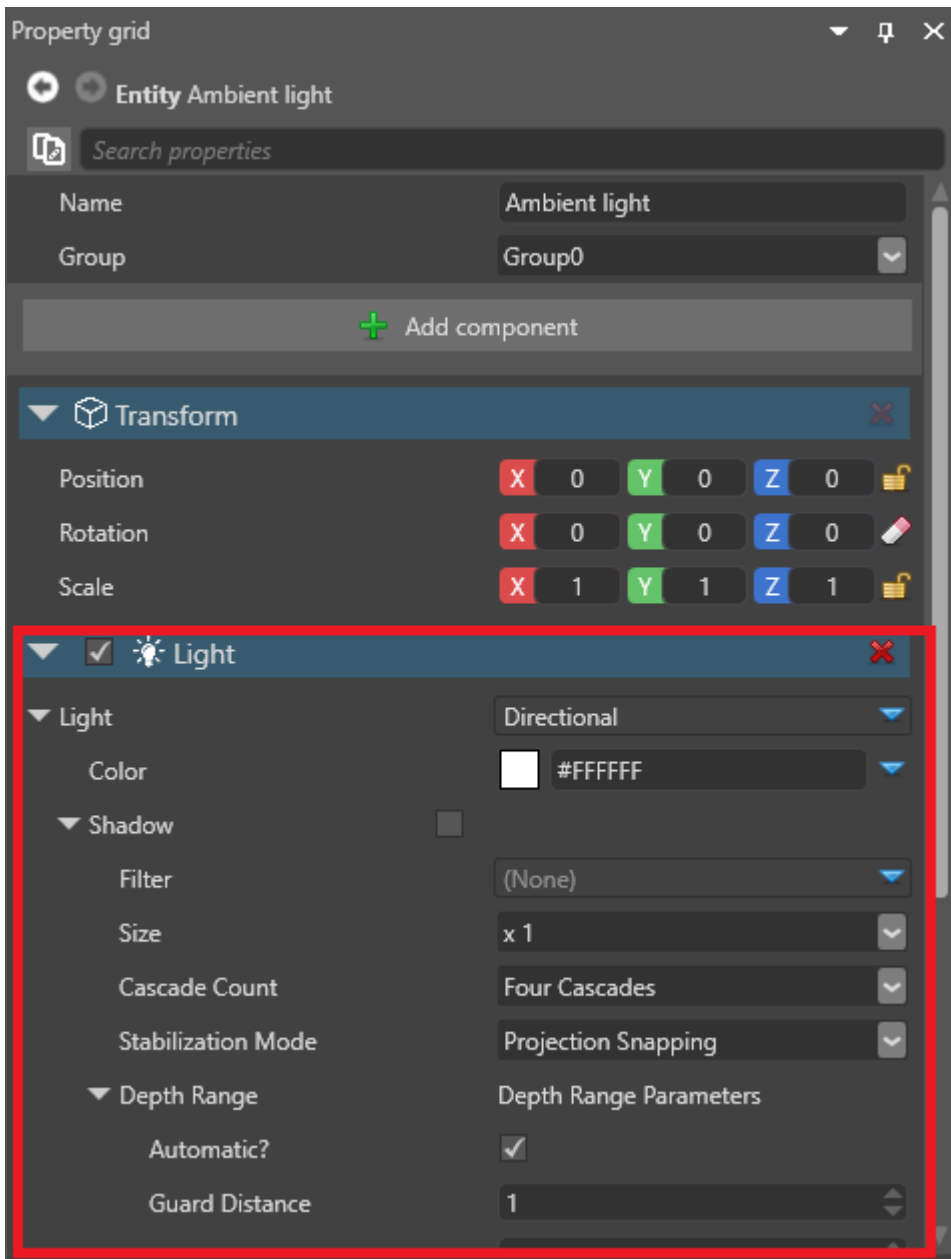 Property grid
Entity Ambient light
Search properties
Name Ambient light
Group Group0
Add component
Transform
Position X 0 Y 0 Z 0
Rotation X 0 Y 0 Z 0
Scale X 1 Y 1 Z 1
Light
Light Directional
Color #FFFFFF
Shadow
Filter (None)
Size x 1
Cascade Count Four Cascades
Stabilization Mode Projection Snapping
Depth Range Depth Range Parameters
Automatic?
Guard Distance 1